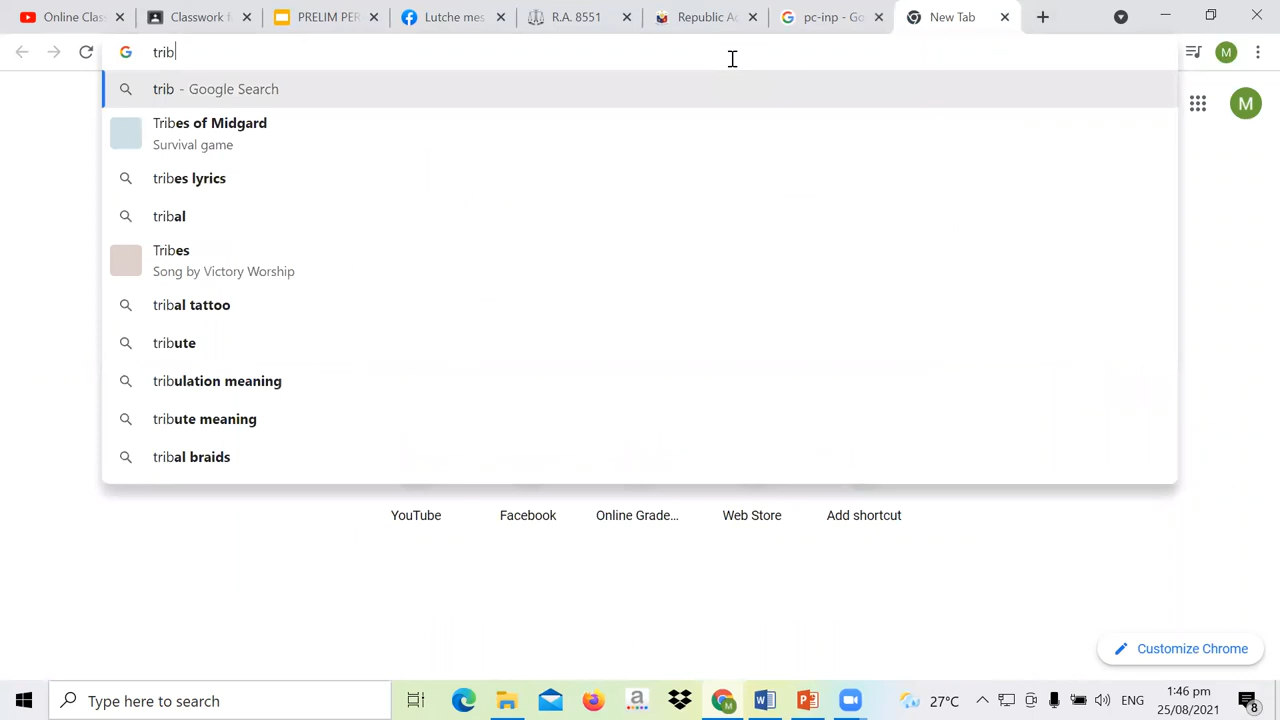 Online Class
Classwork f
PRELIM PER
Lutche mes
R.A. 8551
Republic Ac
pc-inp - Go
New Tab
trib
M
trib - Google Search
M
Tribes of Midgard
Survival game
tribes lyrics
tribal
Tribes
Song by Victory Worship
tribal tattoo
tribute
tribulation meaning
tribute meaning
tribal braids
YouTube
Facebook
Online Grade...
Web Store
Add shortcut
Customize Chrome
Type here to search
27°C
ENG
1:46 pm
25/08/2021
8